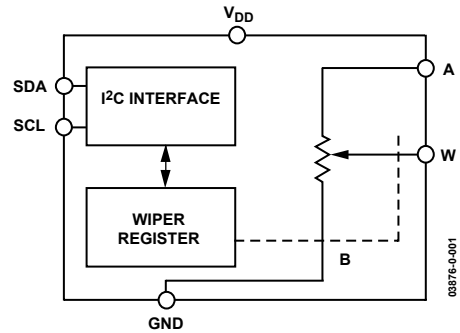 VDD
SDA
SCL
I2C INTERFACE
A
W
WIPER
REGISTER
B
GND
03876-0-001